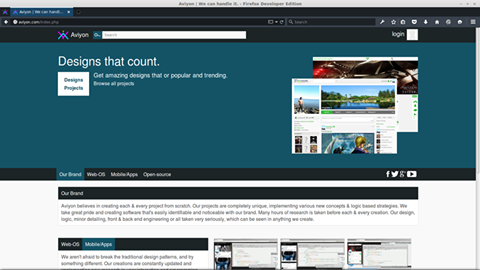 Aviyon | We can handle it. - Firefox Developer Edition
Aviyon | We can handl...
aviyon.com/index.php
Search
Aviyon
Search
login
Designs that count.
Designs
Projects
Get amazing designs that or popular and trending.
Browse all projects
Our Brand
Web-OS
Mobile/Apps
Open-source
Our Brand
Aviyon believes in creating each & every project from scratch. Our projects are completely unique, implementing various new concepts & logic based strategies. We
take great pride and creating software that's easily identifiable and noticeable with our brand. Many hours of research is taken before each & every creation. Our design,
logic, minor detailing, front & back end engineering or all taken very seriously, which can be seen in anything we create.
Web-OS
Mobile/Apps
We aren't afraid to break the traditional design patterns, and try
something different. Our creations are constantly updated and